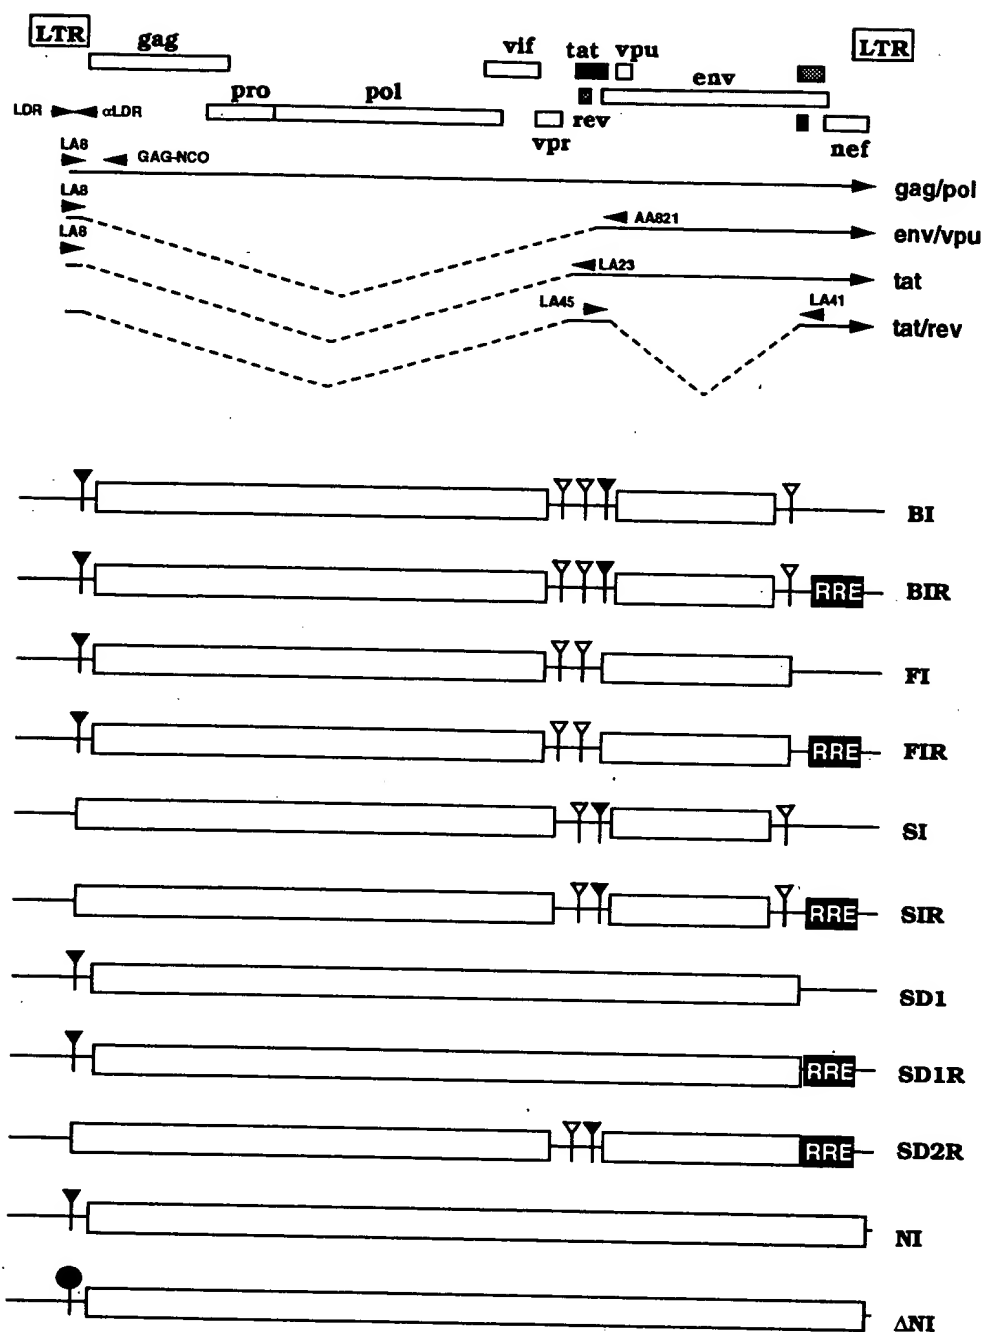 LTR
gag
vif
tat
vpu
LTR
pro
pol
env
LDR
αLDR
rev
vpr
nef
LA8
GAG-NCO
gag/pol
LA8
AA821
env/vpu
LA8
LA23
tat
LA45
LA41
tat/rev
BI
RRE
BIR
FI
RRE
FIR
SI
RRE
SIR
SD1
RRE
SD1R
RRE
SD2R
NI
ΔNI